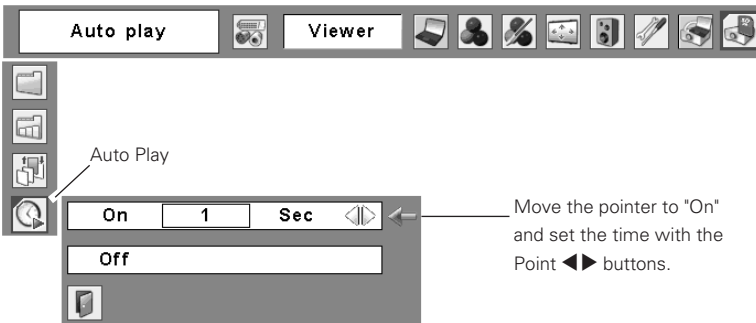 Auto play Viewer
Auto Play
On 1 Sec
Off
Move the pointer to "On"
and set the time with the
Point ◀▶ buttons.